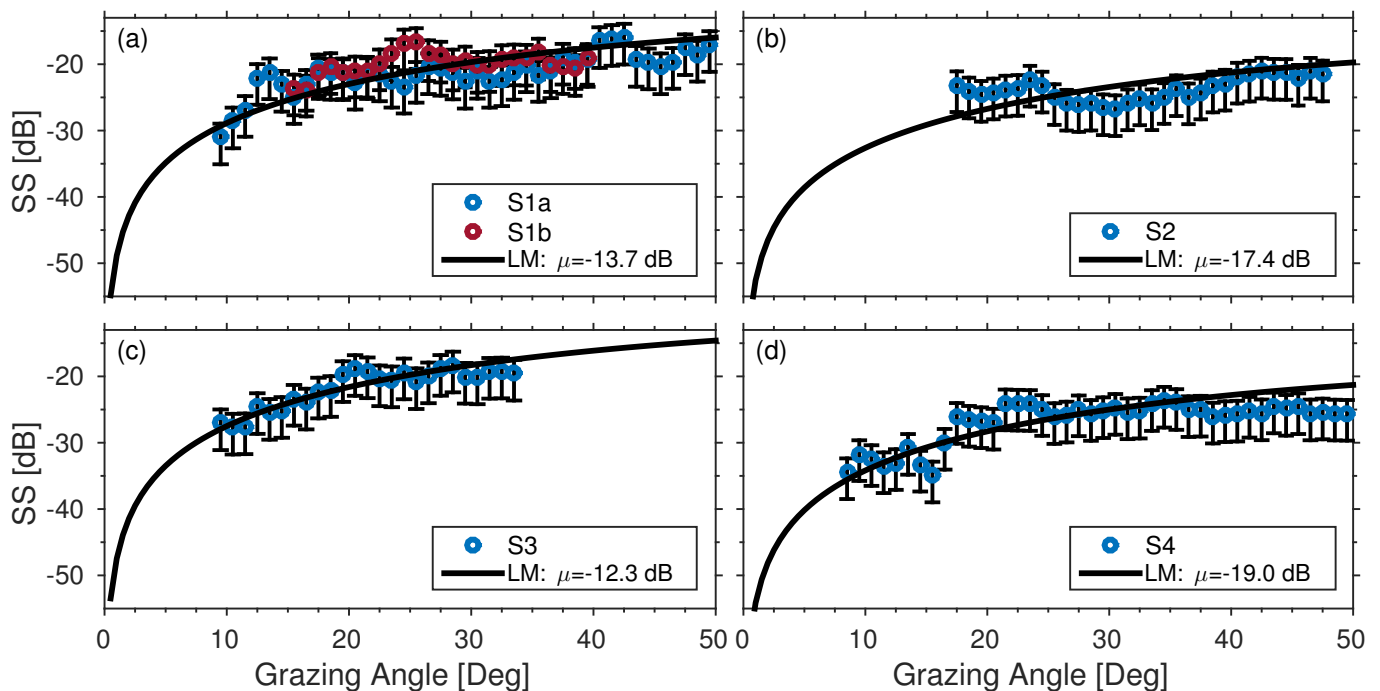 (a)
SS [dB]
-20
-30
-40
-50
S1a
S1b
LM: μ=-13.7 dB
(b)
S2
LM: μ=-17.4 dB
(c)
SS [dB]
-20
-30
-40
-50
S3
LM: μ=-12.3 dB
0 10 20 30 40 50
Grazing Angle [Deg]
(d)
S4
LM: μ=-19.0 dB
0 10 20 30 40 50
Grazing Angle [Deg]